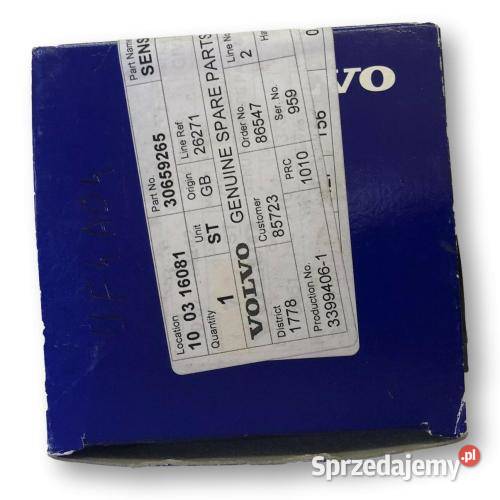 Part Name
SENS
Part No.
30659265
Location
10 03 16081
Line Ref
26271
Origin
GB
Unit
ST
Quantity
1
VOLVO GENUINE SPARE PARTS
Line No
2
Order No.
86547
Ser. No.
959
Customer
85723
District
1778
PRC
1010
Production No.
3399406-1
156
VOLVO
Sprzedajemy.pl